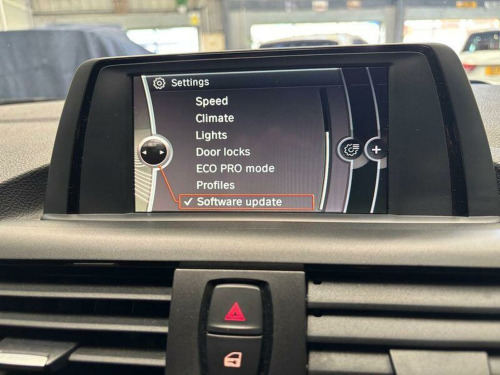 Settings
Speed
Climate
Lights
Door locks
ECO PRO mode
Profiles
✓ Software update